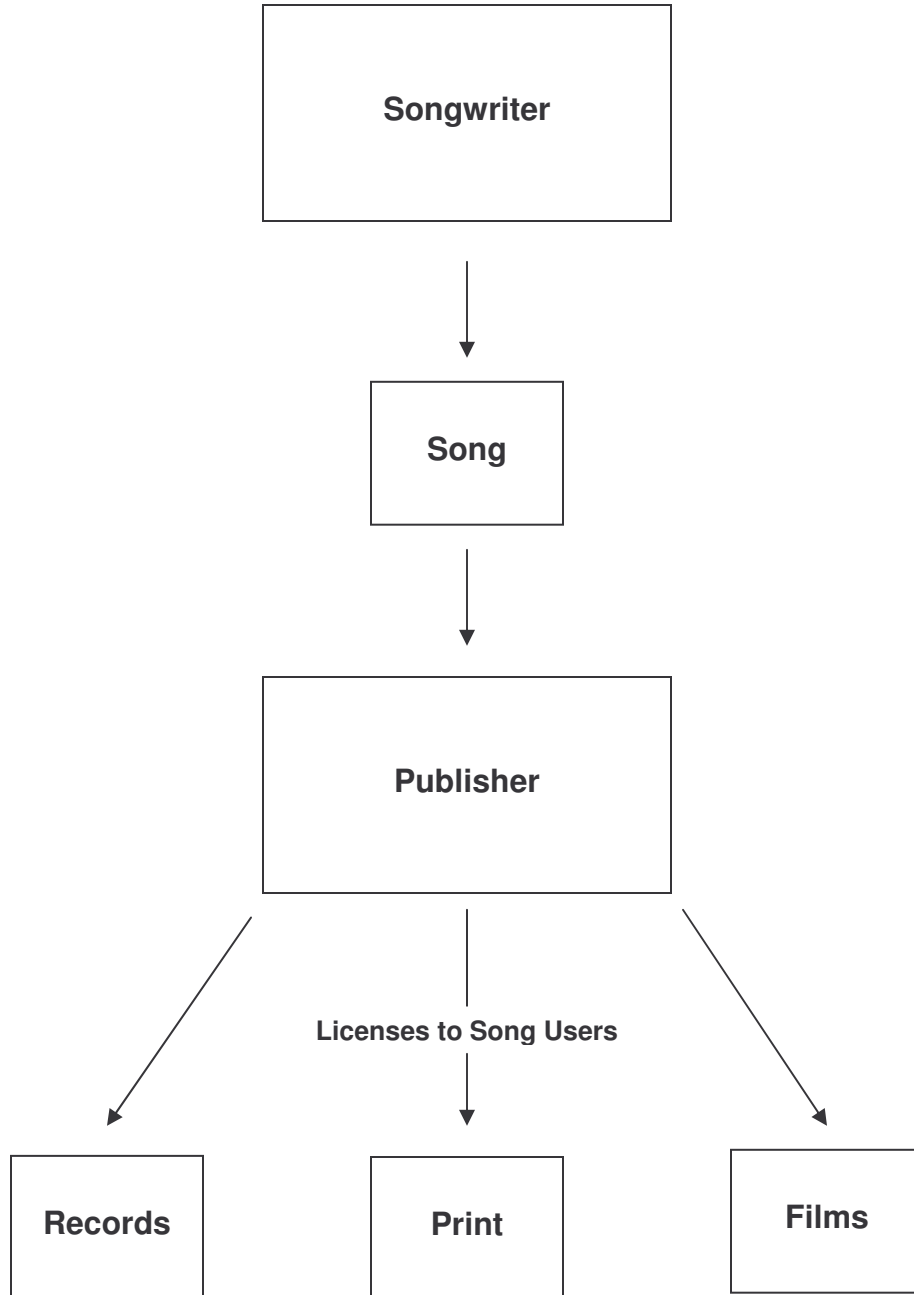 Songwriter
Song
Publisher
Licenses to Song Users
Records
Print
Films